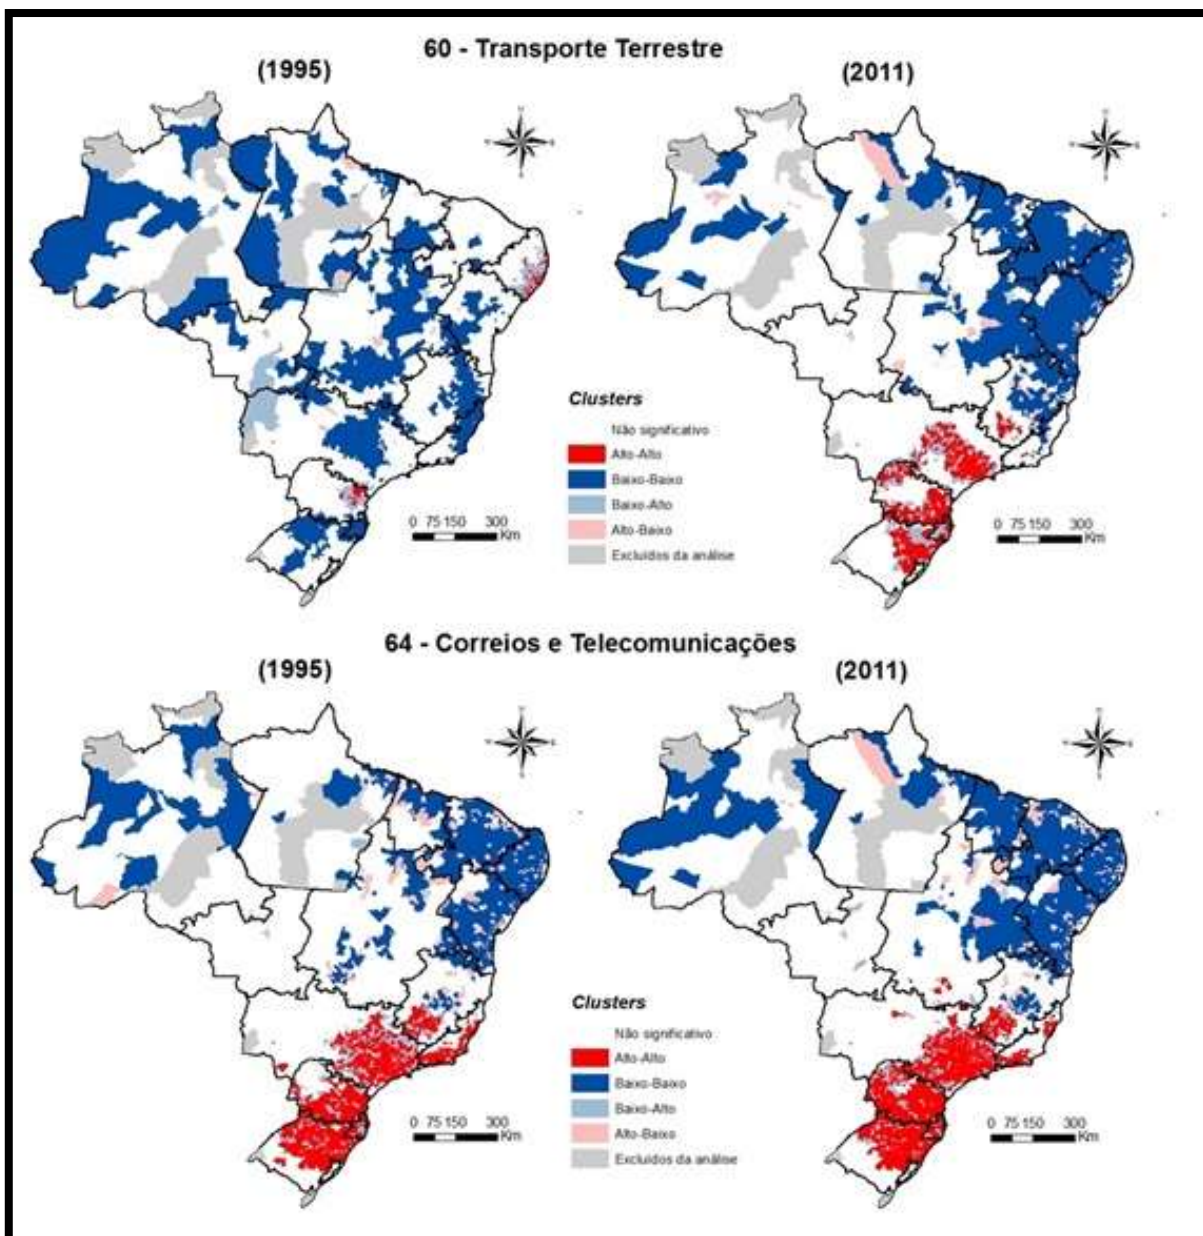 60 - Transporte Terrestre
(1995)
(2011)
Clusters
Não significativo
Alto-Alto
Baixo-Baixo
Baixo-Alto
Alto-Baixo
Excluídos da análise
0 75 150 300
Km
0 75 150 300
Km
64 - Correios e Telecomunicações
(1995)
(2011)
Clusters
Não significativo
Alto-Alto
Baixo-Baixo
Baixo-Alto
Alto-Baixo
Excluídos da análise
0 75 150 300
Km
0 75 150 300
Km